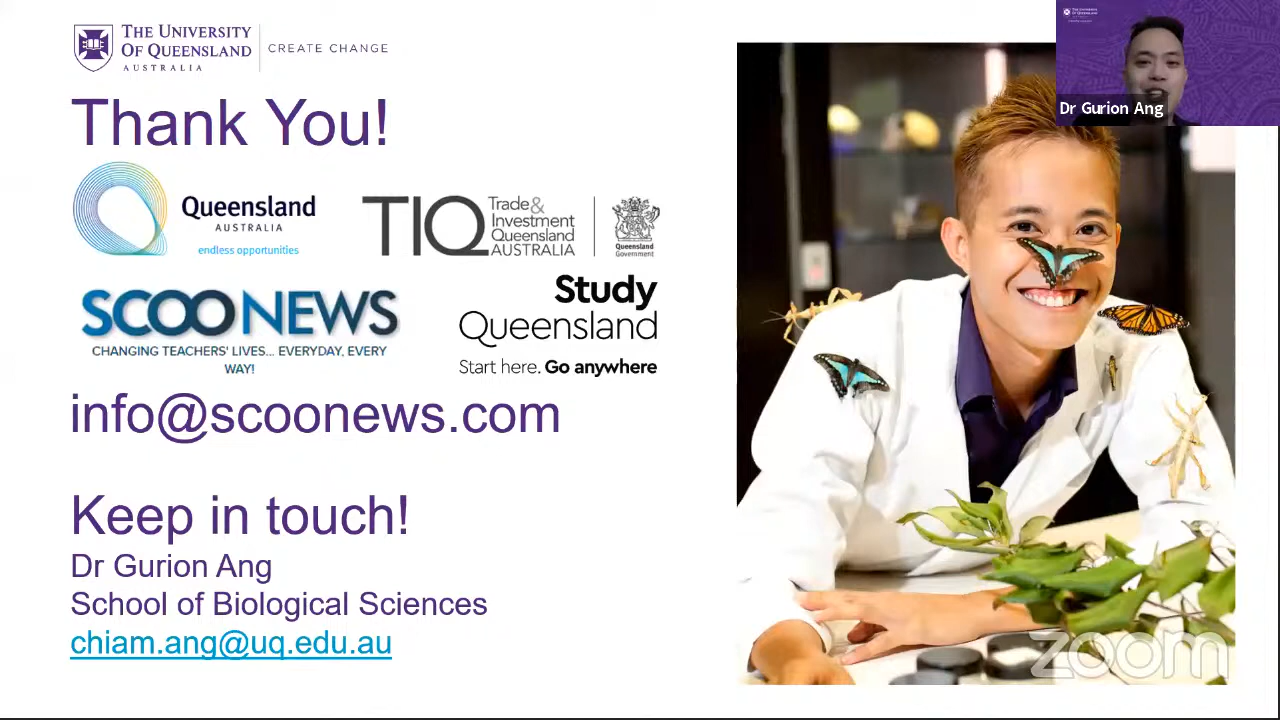 THE UNIVERSITY
OF QUEENSLAND
AUSTRALIA
CREATE CHANGE
Thank You!
Queensland
AUSTRALIA
endless opportunities
TIQ
Trade &
Investment
Queensland
AUSTRALIA
Queensland
Government
SCOONEWS
CHANGING TEACHERS' LIVES... EVERYDAY, EVERY
WAY!
Study
Queensland
Start here. Go anywhere
info@scoonews.com
Keep in touch!
Dr Gurion Ang
School of Biological Sciences
chiam.ang@uq.edu.au
Dr Gurion Ang
zoom